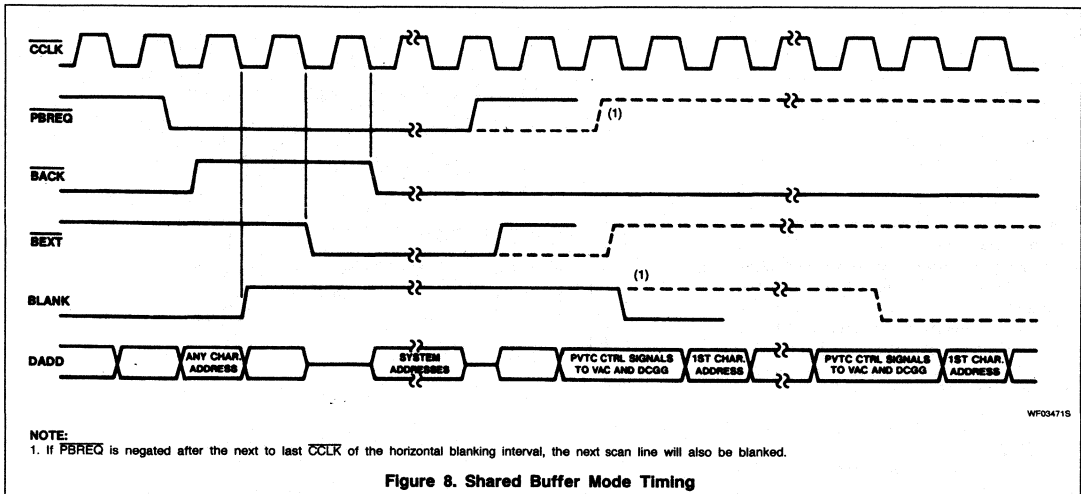 CCLK
PBREQ
(1)
BACK
BEXT
BLANK
(1)
DADD
ANY CHAR.
ADDRESS
SYSTEM
ADDRESSES
PVTC CTRL SIGNALS
TO VAC AND DCGG
1ST CHAR.
ADDRESS
PVTC CTRL SIGNALS
TO VAC AND DCGG
1ST CHAR.
ADDRESS
WF03471S
NOTE:
1. If PBREQ is negated after the next to last CCLK of the horizontal blanking interval, the next scan line will also be blanked.
Figure 8. Shared Buffer Mode Timing